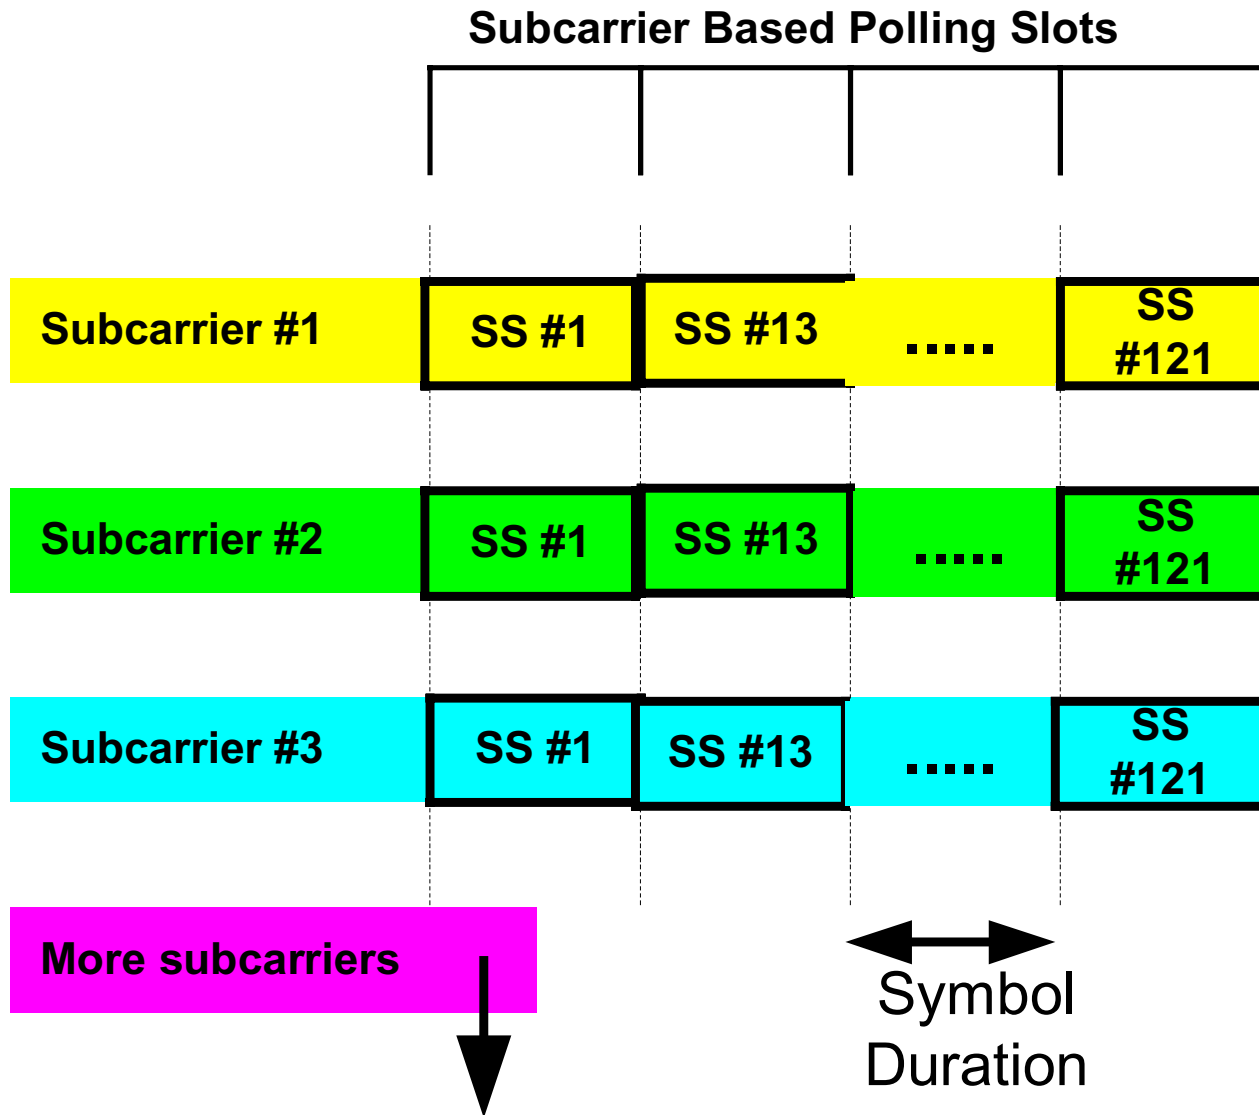 Subcarrier Based Polling Slots
Subcarrier #1 SS #1 SS #13 ..... SS #121
Subcarrier #2 SS #1 SS #13 ..... SS #121
Subcarrier #3 SS #1 SS #13 ..... SS #121
More subcarriers
Symbol
Duration